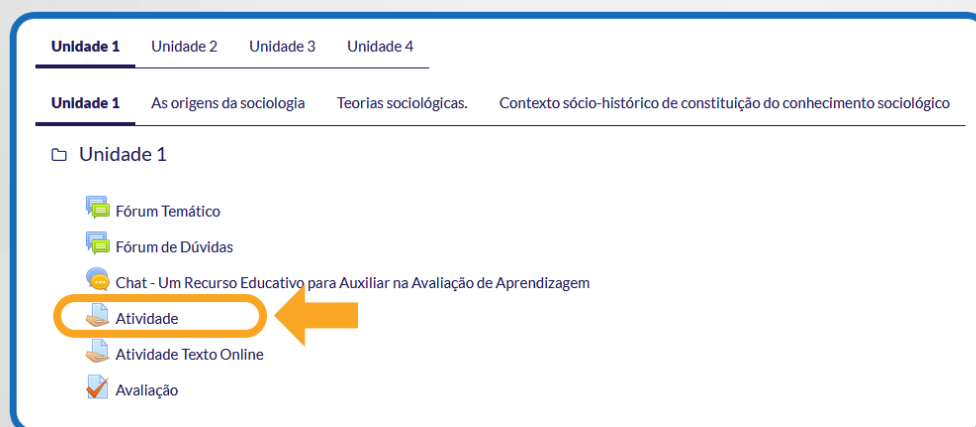 Unidade 1 Unidade 2 Unidade 3 Unidade 4
Unidade 1 As origens da sociologia Teorias sociológicas. Contexto sócio-histórico de constituição do conhecimento sociológico
Unidade 1
Fórum Temático
Fórum de Dúvidas
Chat - Um Recurso Educativo para Auxiliar na Avaliação de Aprendizagem
Atividade
Atividade Texto Online
Avaliação